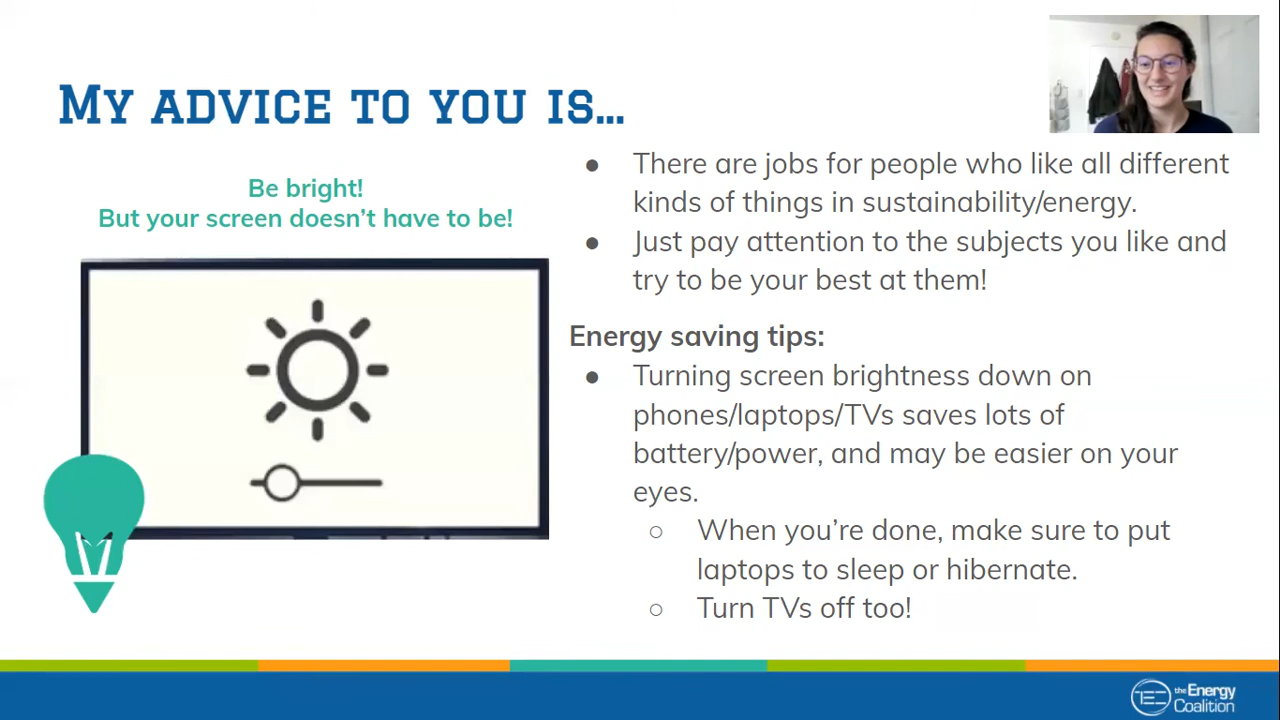 My advice to you is...
Be bright!
But your screen doesn't have to be!
● There are jobs for people who like all different
kinds of things in sustainability/energy.
● Just pay attention to the subjects you like and
try to be your best at them!
Energy saving tips:
● Turning screen brightness down on
phones/laptops/TVs saves lots of
battery/power, and may be easier on your
eyes.
○ When you're done, make sure to put
laptops to sleep or hibernate.
○ Turn TVs off too!
TEC
the Energy
Coalition